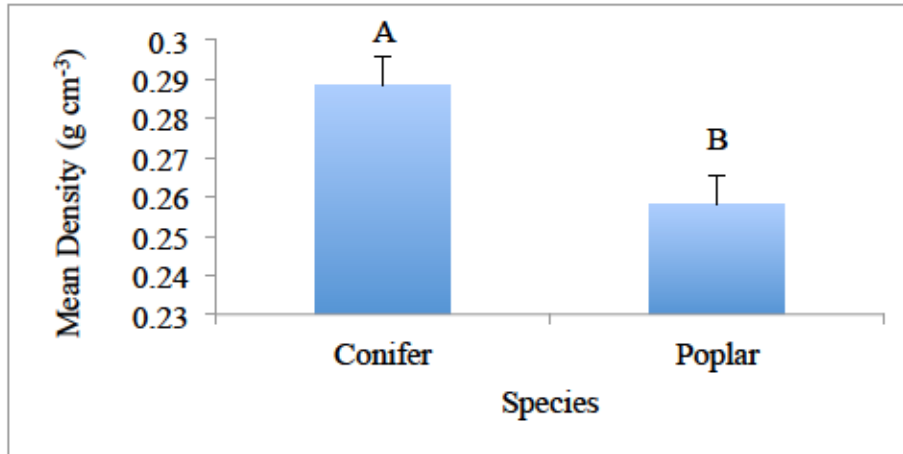 Mean Density (g cm⁻³)
0.3
0.29
0.28
0.27
0.26
0.25
0.24
0.23
A
B
Conifer
Poplar
Species